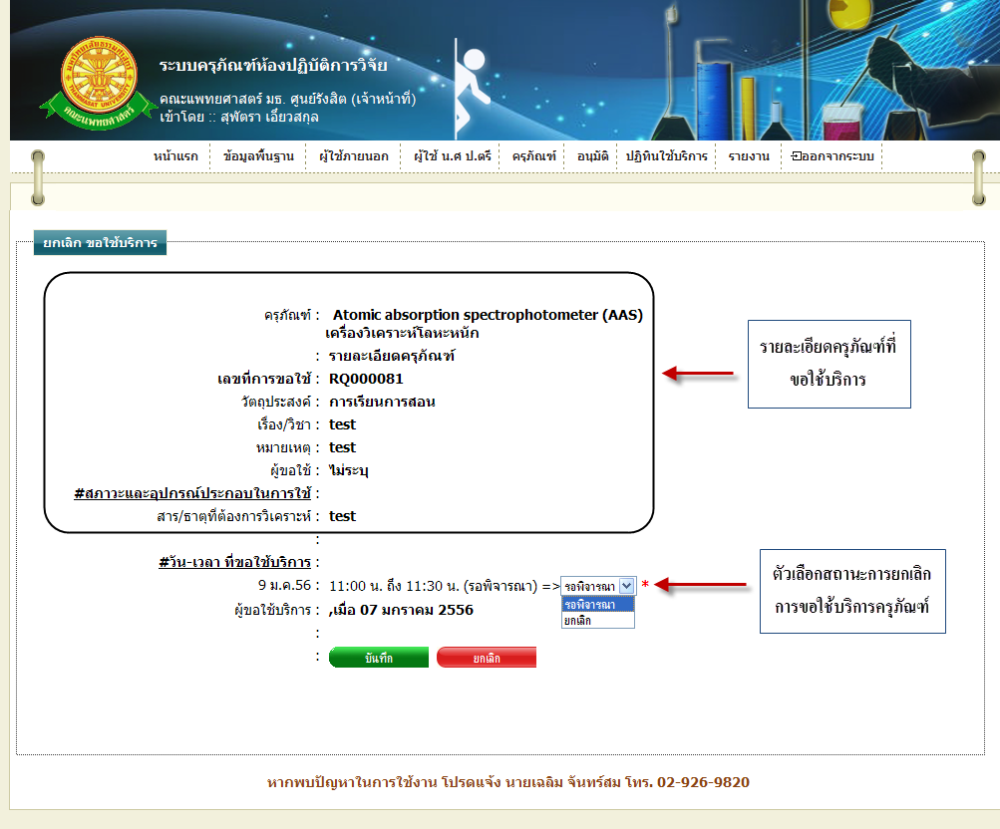 ระบบครุภัณฑ์ห้องปฏิบัติการวิจัย
คณะแพทยศาสตร์ มธ. ศูนย์รังสิต (เจ้าหน้าที่)
เข้าโดย :: สุพัตรา เอี่ยวสกุล
หน้าแรก ข้อมูลพื้นฐาน ผู้ใช้ภายนอก ผู้ใช้ น.ศ ป.ตรี ครุภัณฑ์ อนุมัติ ปฏิทินใช้บริการ รายงาน ออกจากระบบ
ยกเลิก ขอใช้บริการ
ครุภัณฑ์ : Atomic absorption spectrophotometer (AAS)
เครื่องวิเคราะห์โลหะหนัก
: รายละเอียดครุภัณฑ์
เลขที่การขอใช้ : RQ000081
วัตถุประสงค์ : การเรียนการสอน
เรื่อง/วิชา : test
หมายเหตุ : test
ผู้ขอใช้ : ไม่ระบุ
#สภาวะและอุปกรณ์ประกอบในการใช้ :
สาร/ธาตุที่ต้องการวิเคราะห์ : test
:
รายละเอียดครุภัณฑ์ที่
ขอใช้บริการ
#วัน-เวลา ที่ขอใช้บริการ :
9 ม.ค.56 : 11:00 น. ถึง 11:30 น. (รอพิจารณา) => รอพิจารณา *
รอพิจารณา
ยกเลิก
ผู้ขอใช้บริการ : ,เมื่อ 07 มกราคม 2556
:
: บันทึก ยกเลิก
ตัวเลือกสถานะการยกเลิก
การขอใช้บริการครุภัณฑ์
หากพบปัญหาในการใช้งาน โปรดแจ้ง นายเฉลิม จันทร์สม โทร. 02-926-9820